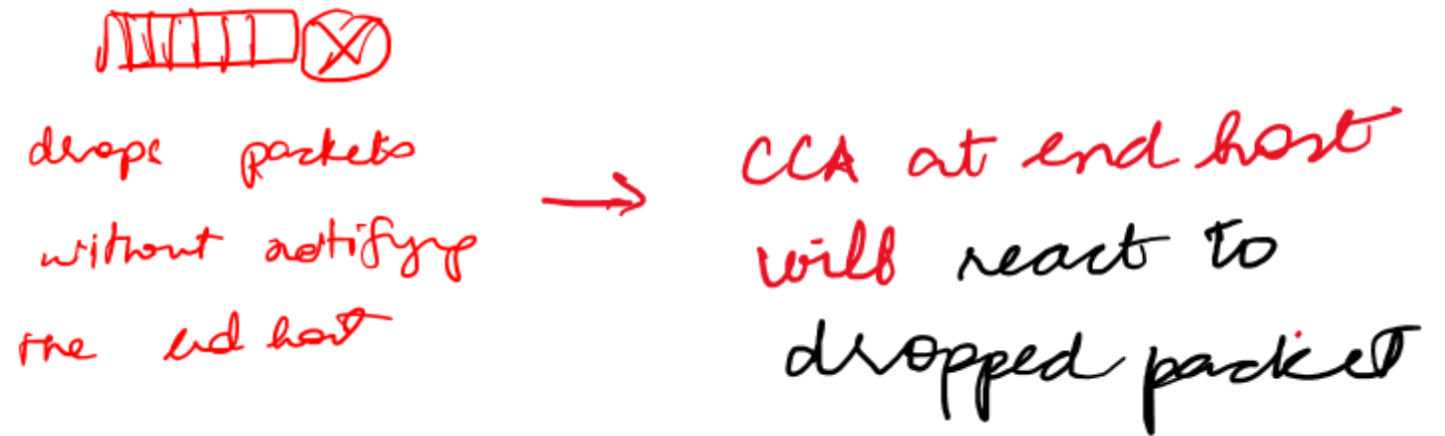 drops packets
without notifying
the end host
→
CCA at end host
will react to
dropped packet